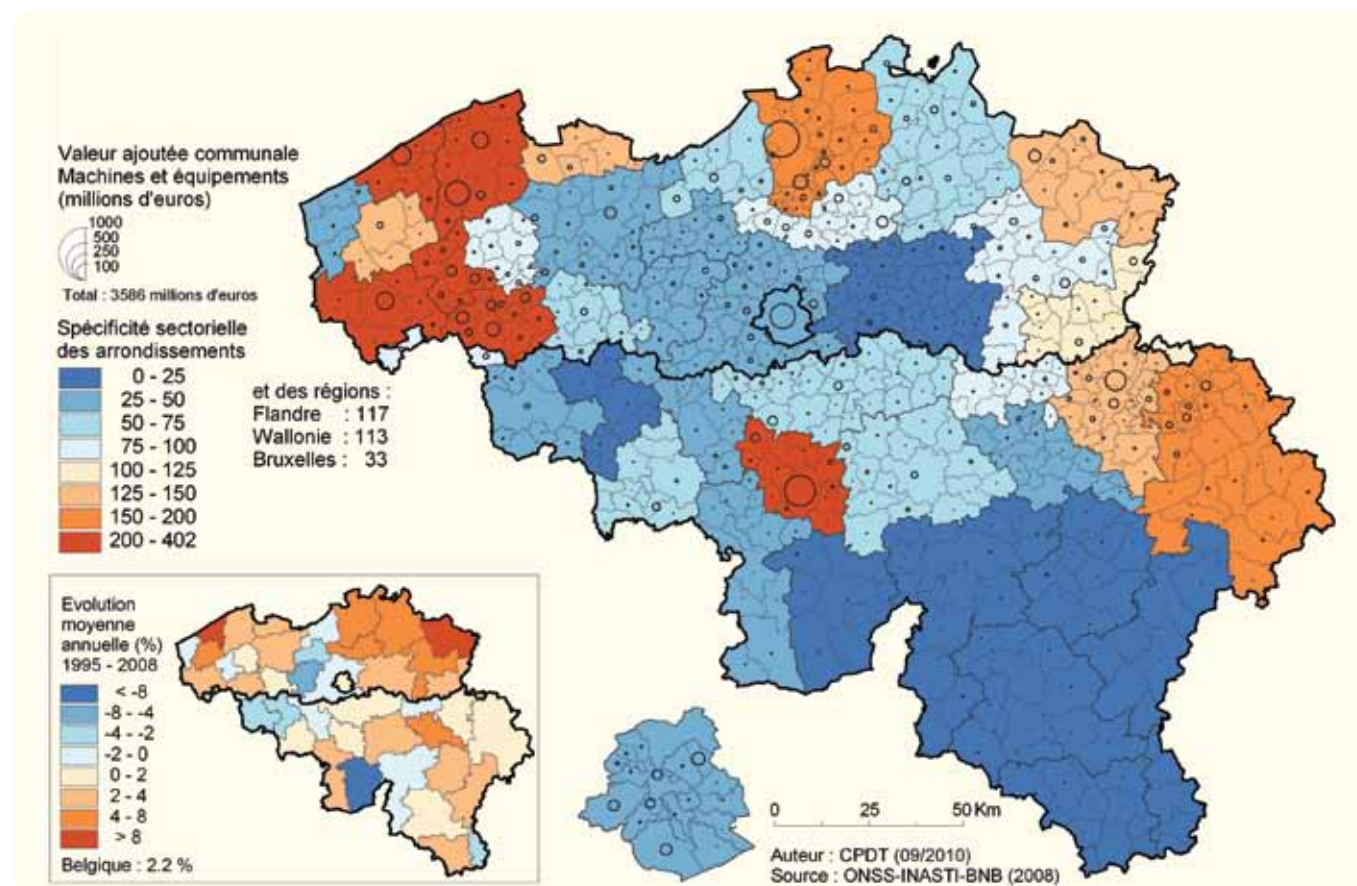 Valeur ajoutée communale
Machines et équipements
(millions d'euros)
1000
500
250
100
Total : 3586 millions d'euros
Spécificité sectorielle
des arrondissements
0 - 25
25 - 50
50 - 75
75 - 100
100 - 125
125 - 150
150 - 200
200 - 402
et des régions :
Flandre : 117
Wallonie : 113
Bruxelles : 33
Evolution
moyenne
annuelle (%)
1995 - 2008
< -8
-8 - -4
-4 - -2
-2 - 0
0 - 2
2 - 4
4 - 8
> 8
Belgique : 2.2 %
0 25 50 Km
Auteur : CPDT (09/2010)
Source : ONSS-INASTI-BNB (2008)